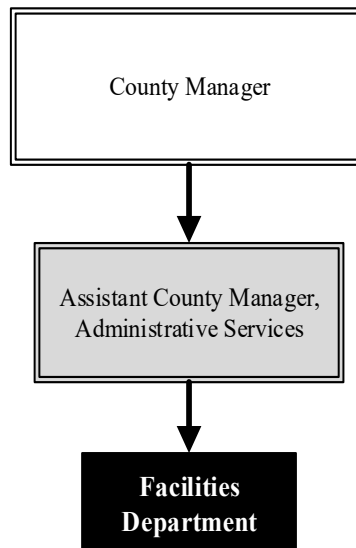 County Manager
Assistant County Manager,
Administrative Services
Facilities
Department